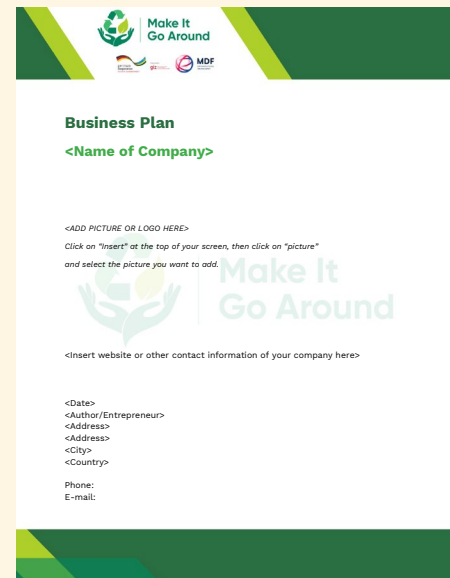 Make It
Go Around
giz
MDF
Business Plan
<Name of Company>
<ADD PICTURE OR LOGO HERE>
Click on "Insert" at the top of your screen, then click on "picture"
and select the picture you want to add.
Make It
Go Around
<Insert website or other contact information of your company here>
<Date>
<Author/Entrepreneur>
<Address>
<Address>
<City>
<Country>
Phone:
E-mail: